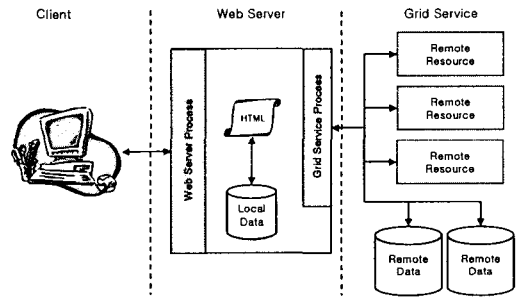 Client
Web Server
Grid Service
Web Server Process
HTML
Local
Data
Grid Service Process
Remote
Resource
Remote
Resource
Remote
Resource
Remote
Data
Remote
Data